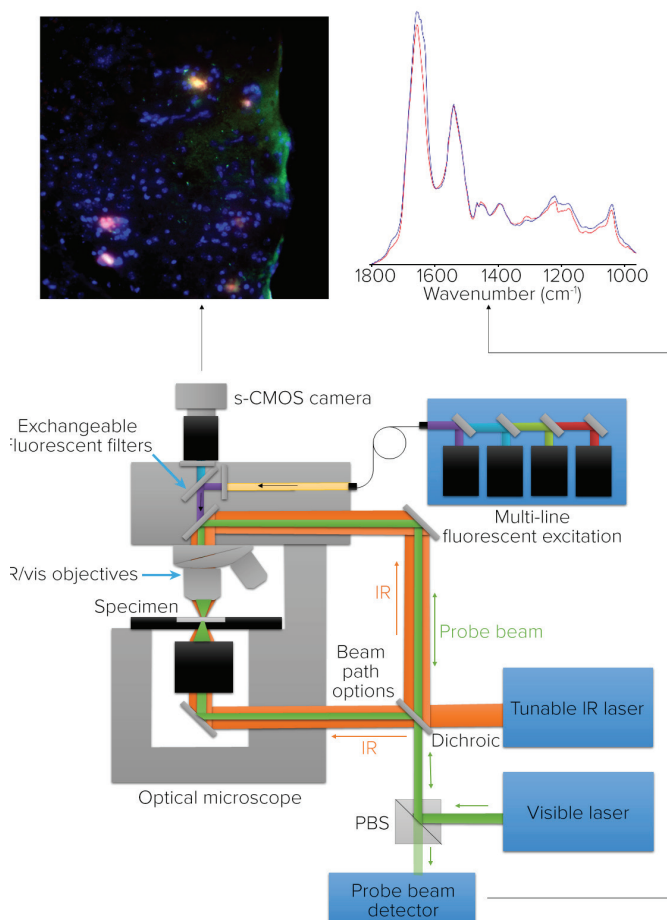 1800
1600
1400
1200
1000
Wavenumber (cm-1)
s-CMOS camera
Exchangeable
Fluorescent filters
Multi-line
fluorescent excitation
R/vis objectives
Specimen
IR
Probe beam
Beam
path
options
Tunable IR laser
Dichroic
IR
Optical microscope
PBS
Visible laser
Probe beam
detector